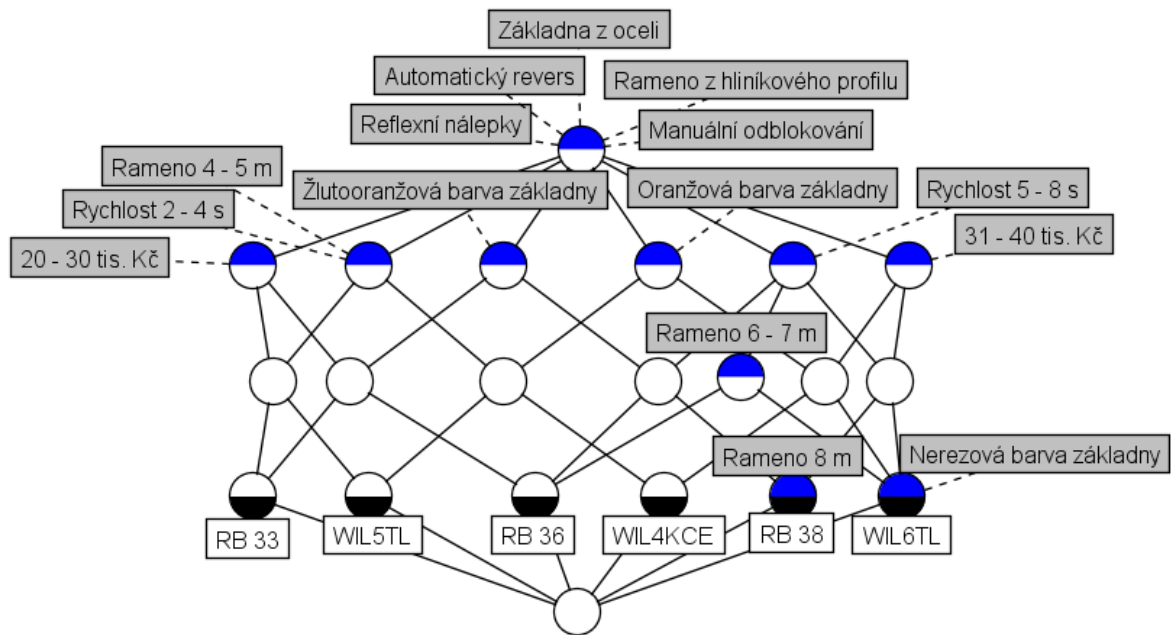 Základna z oceli
Automatický revers
Rameno z hliníkového profilu
Reflexní nálepky
Manuální odblokování
Rameno 4 - 5 m
Žlutooranžová barva základny
Oranžová barva základny
Rychlost 5 - 8 s
Rychlost 2 - 4 s
31 - 40 tis. Kč
20 - 30 tis. Kč
Rameno 6 - 7 m
Rameno 8 m
Nerezová barva základny
RB 33
WIL5TL
RB 36
WIL4KCE
RB 38
WIL6TL